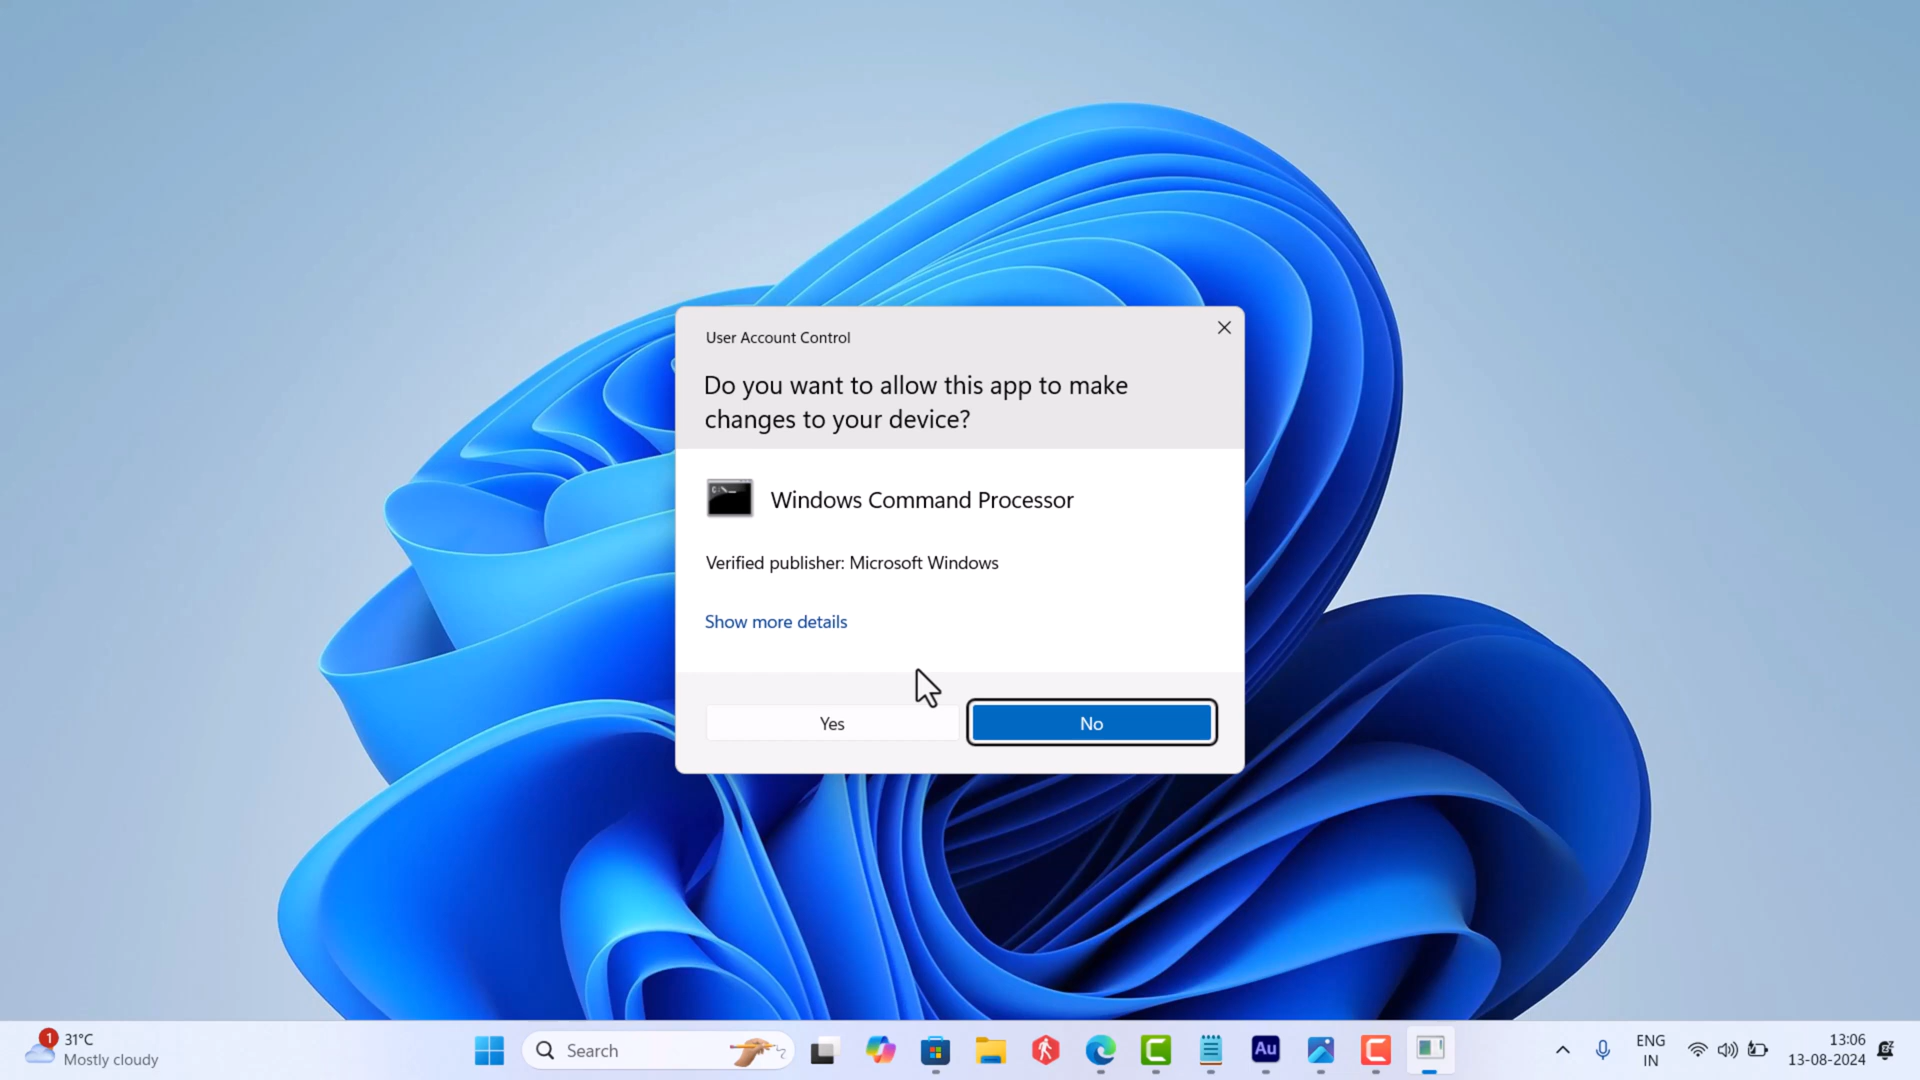 User Account Control
Do you want to allow this app to make
changes to your device?
C:\_
Windows Command Processor
Verified publisher: Microsoft Windows
Show more details
Yes
No
1
31°C
Mostly cloudy
Search
Au
ENG
IN
13:06
13-08-2024